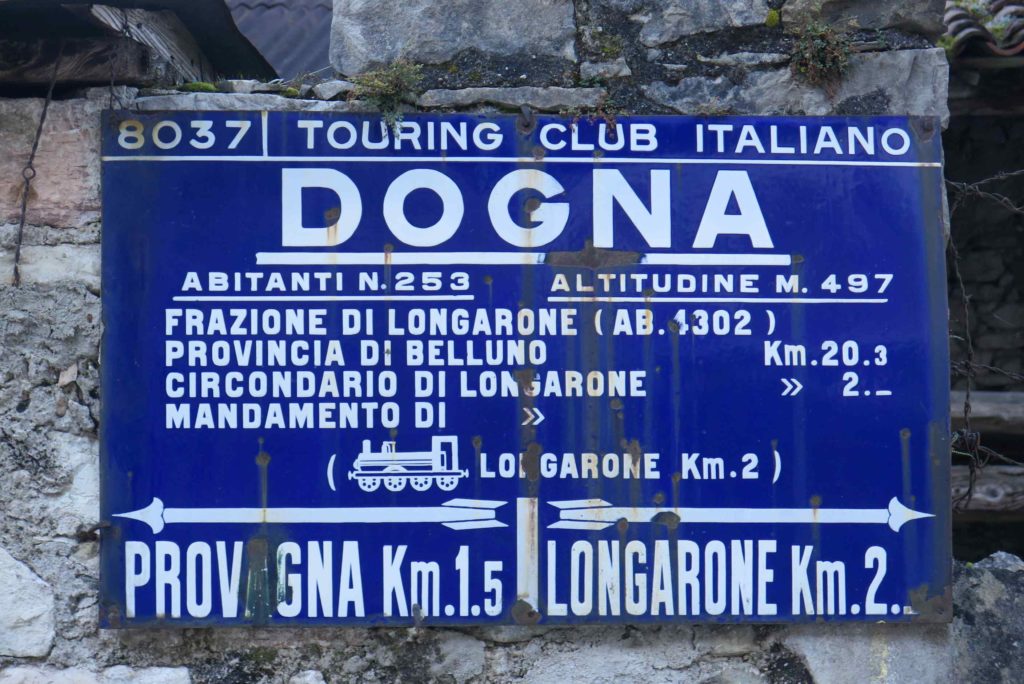 8037 TOURING CLUB ITALIANO
DOGNA
ABITANTI N.253 ALTITUDINE M. 497
FRAZIONE DI LONGARONE (AB.4302)
PROVINCIA DI BELLUNO Km.20.3
CIRCONDARIO DI LONGARONE » 2._
MANDAMENTO DI »
( LONGARONE Km.2 )
PROVAGNA Km.1.5 LONGARONE Km.2.